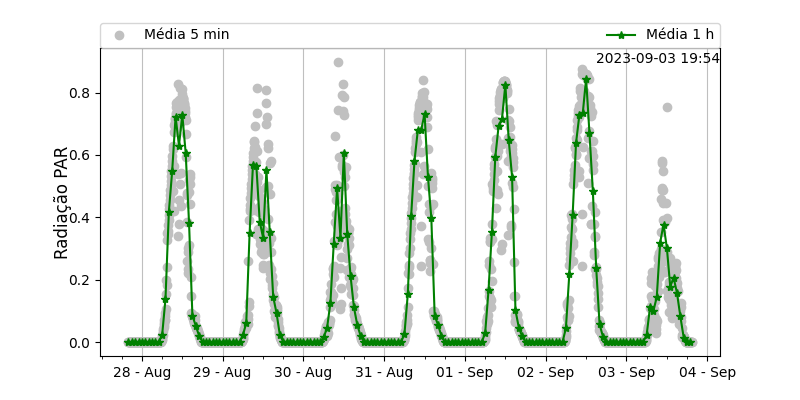 Média 5 min
Média 1 h
2023-09-03 19:54
Radiação PAR
0.8
0.6
0.4
0.2
0.0
28 - Aug
29 - Aug
30 - Aug
31 - Aug
01 - Sep
02 - Sep
03 - Sep
04 - Sep